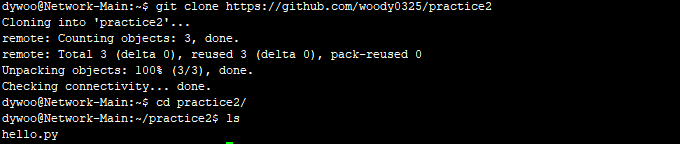 dywoo@Network-Main:~$ git clone https://github.com/woody0325/practice2
Cloning into 'practice2'...
remote: Counting objects: 3, done.
remote: Total 3 (delta 0), reused 3 (delta 0), pack-reused 0
Unpacking objects: 100% (3/3), done.
Checking connectivity... done.
dywoo@Network-Main:~$ cd practice2/
dywoo@Network-Main:~/practice2$ ls
hello.py